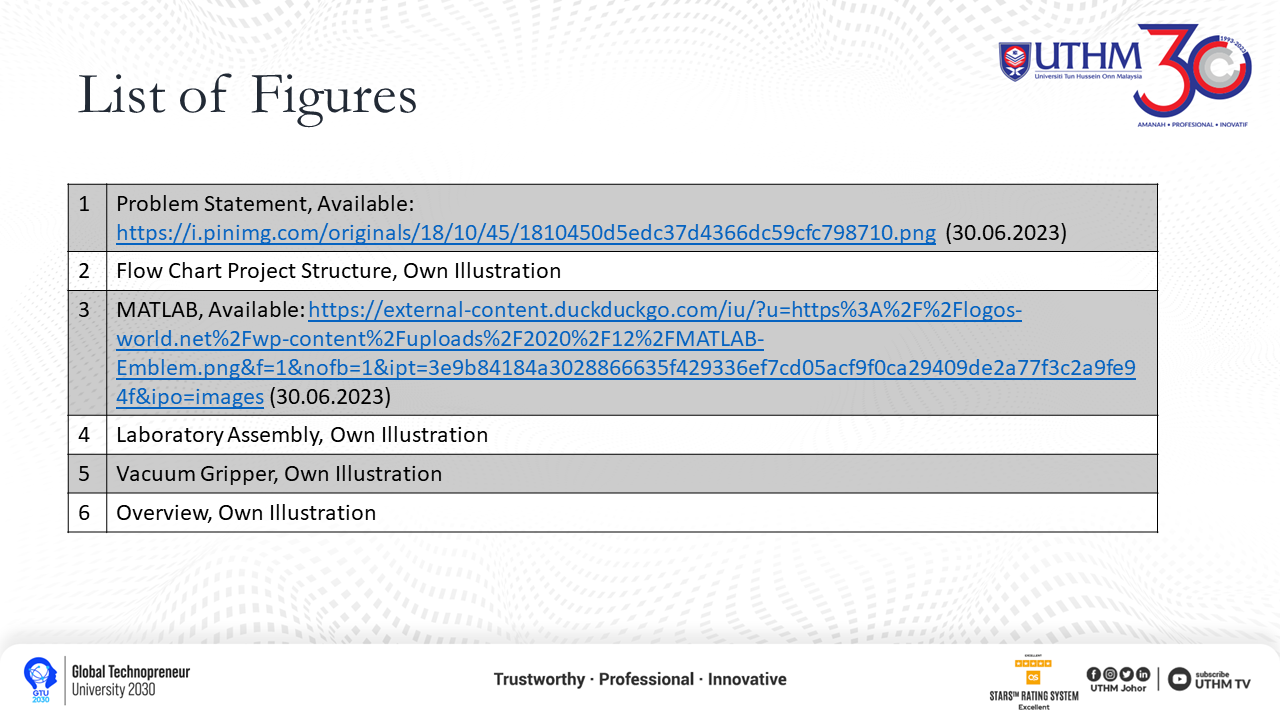 List of Figures
UTHM
Universiti Tun Hussein Onn Malaysia
30
1993-2023
AMANAH • PROFESIONAL • INOVATIF
1 Problem Statement, Available:
https://i.pinimg.com/originals/18/10/45/1810450d5edc37d4366dc59cfc798710.png (30.06.2023)
2 Flow Chart Project Structure, Own Illustration
3 MATLAB, Available: https://external-content.duckduckgo.com/iu/?u=https%3A%2F%2Flogos-
world.net%2Fwp-content%2Fuploads%2F2020%2F12%2FMATLAB-
Emblem.png&f=1&nofb=1&ipt=3e9b84184a3028866635f429336ef7cd05acf9f0ca29409de2a77f3c2a9fe9
4f&ipo=images (30.06.2023)
4 Laboratory Assembly, Own Illustration
5 Vacuum Gripper, Own Illustration
6 Overview, Own Illustration
GTU
2030
Global Technopreneur
University 2030
Trustworthy · Professional · Innovative
EXCELLENT
QS
STARS™ RATING SYSTEM
Excellent
UTHM Johor
subscribe
UTHM TV